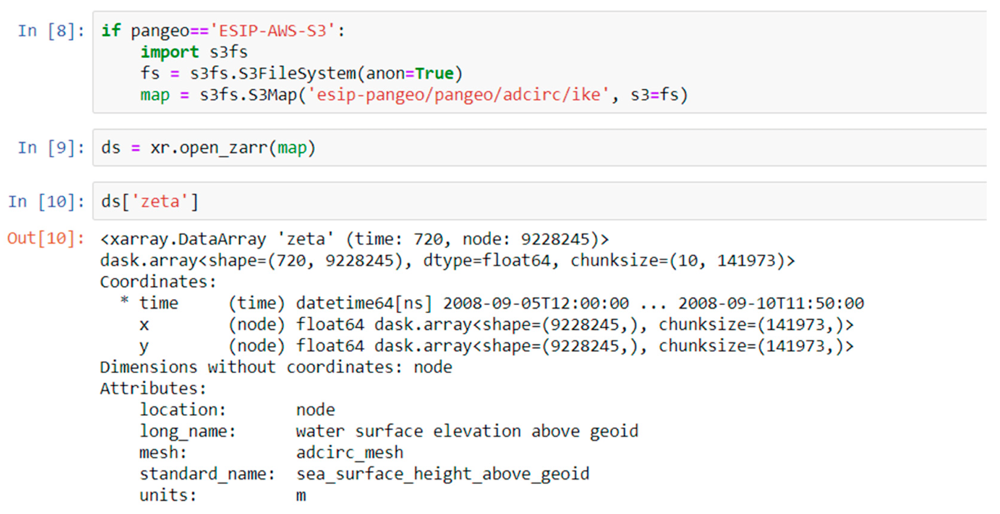 In [8]: if pangeo=='ESIP-AWS-S3':
    import s3fs
    fs = s3fs.S3FileSystem(anon=True)
    map = s3fs.S3Map('esip-pangeo/pangeo/adcirc/ike', s3=fs)
In [9]: ds = xr.open_zarr(map)
In [10]: ds['zeta']
Out[10]: <xarray.DataArray 'zeta' (time: 720, node: 9228245)>
dask.array<shape=(720, 9228245), dtype=float64, chunksize=(10, 141973)>
Coordinates:
  * time     (time) datetime64[ns] 2008-09-05T12:00:00 ... 2008-09-10T11:50:00
    x        (node) float64 dask.array<shape=(9228245,), chunksize=(141973,)>
    y        (node) float64 dask.array<shape=(9228245,), chunksize=(141973,)>
Dimensions without coordinates: node
Attributes:
    location:       node
    long_name:      water surface elevation above geoid
    mesh:           adcirc_mesh
    standard_name:  sea_surface_height_above_geoid
    units:          m